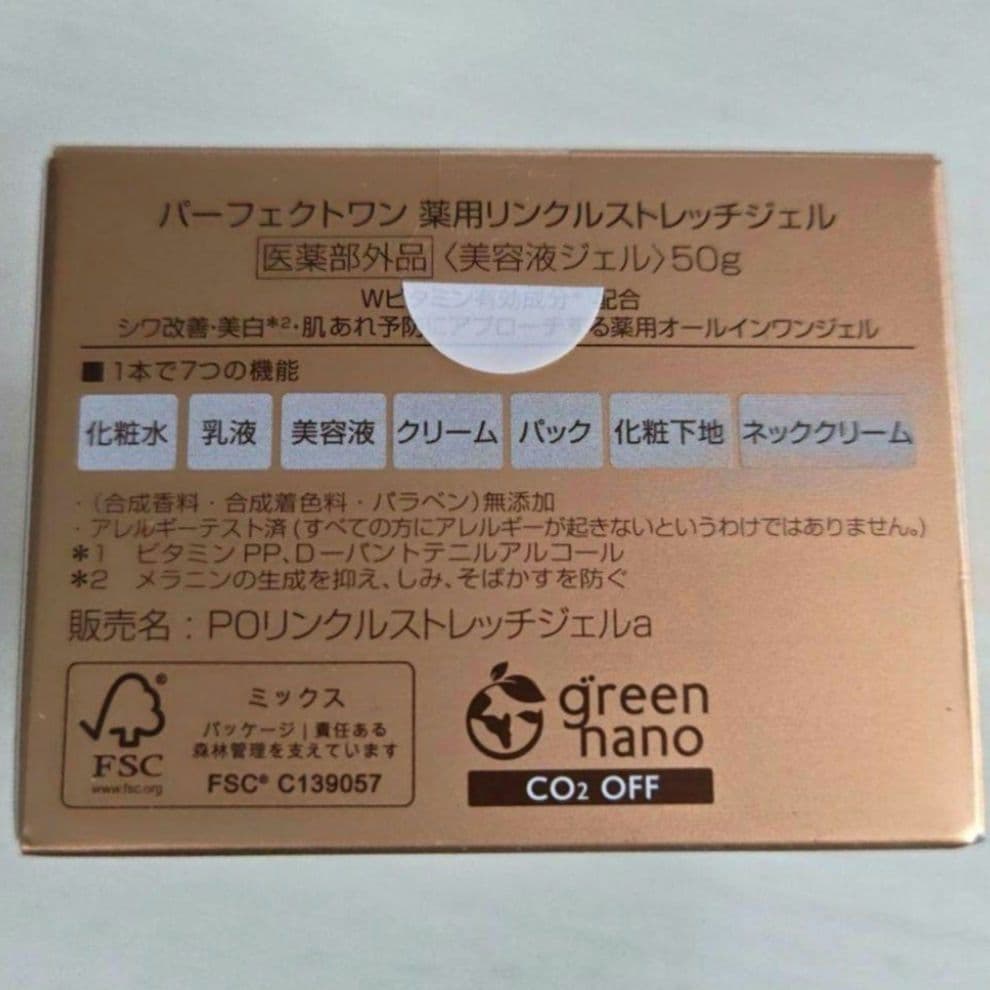 パーフェクトワン 薬用リンクルストレッチジェル
医薬部外品〈美容液ジェル〉50g
Wビタミン有効成分* 配合
シワ改善・美白*2・肌あれ予防にアプローチする薬用オールインワンジェル
■1本で7つの機能
化粧水 乳液 美容液 クリーム パック 化粧下地 ネッククリーム
・(合成香料・合成着色料・パラベン)無添加
・アレルギーテスト済(すべての方にアレルギーが起きないというわけではありません。)
*1 ビタミンPP、D-パントテニルアルコール
*2 メラニンの生成を抑え、しみ、そばかすを防ぐ
販売名:POリンクルストレッチジェルa
FSC®
www.fsc.org
ミックス
パッケージ|責任ある
森林管理を支えています
FSC® C139057
green
nano
CO2 OFF